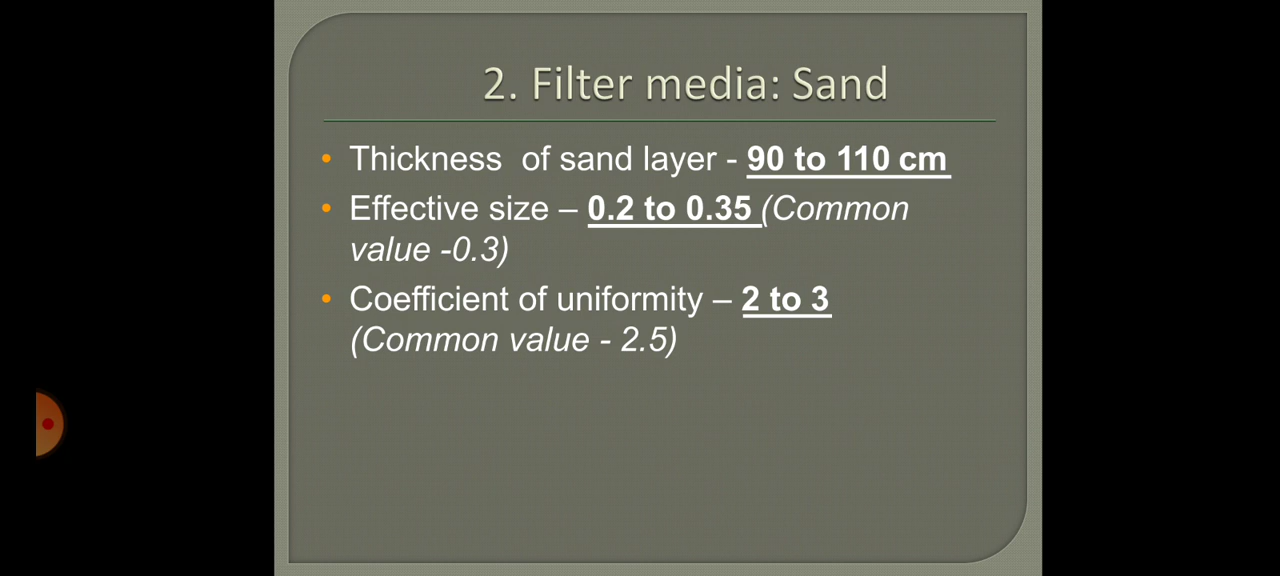 2. Filter media: Sand
• Thickness of sand layer - 90 to 110 cm
• Effective size – 0.2 to 0.35 (Common
value -0.3)
• Coefficient of uniformity – 2 to 3
(Common value - 2.5)